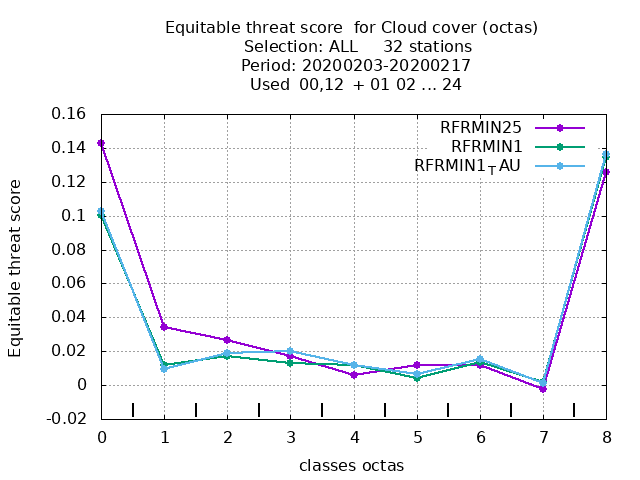 Equitable threat score  for Cloud cover (octas)
Selection: ALL     32 stations
Period: 20200203-20200217
Used  00,12  + 01 02 ... 24
RFRMIN25
RFRMIN1
RFRMIN1TAU
Equitable threat score
0.16
0.14
0.12
0.1
0.08
0.06
0.04
0.02
0
-0.02
0 1 2 3 4 5 6 7 8
classes octas